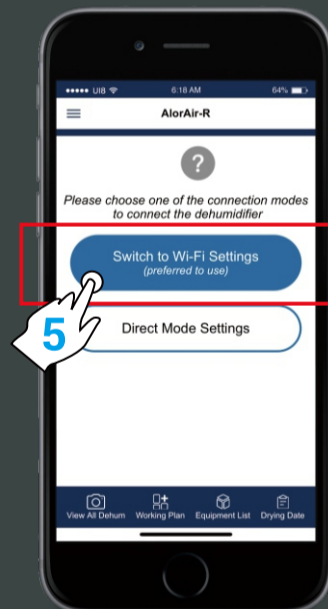 UI8 6:18 AM 64%
AlorAir-R
?
Please choose one of the connection modes
to connect the dehumidifier
Switch to Wi-Fi Settings
(preferred to use)
5
Direct Mode Settings
View All Dehum Working Plan Equipment List Drying Date